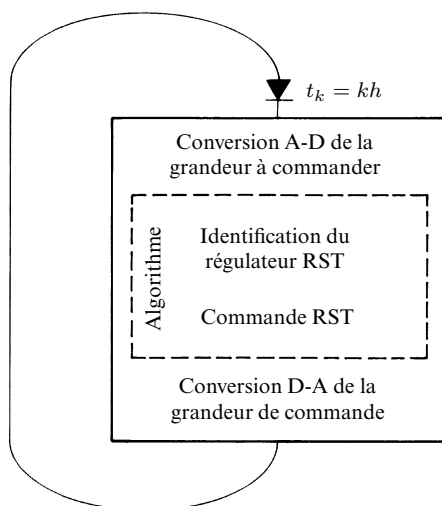 t_k = kh
Conversion A-D de la
grandeur à commander
Algorithme
Identification du
régulateur RST
Commande RST
Conversion D-A de la
grandeur de commande